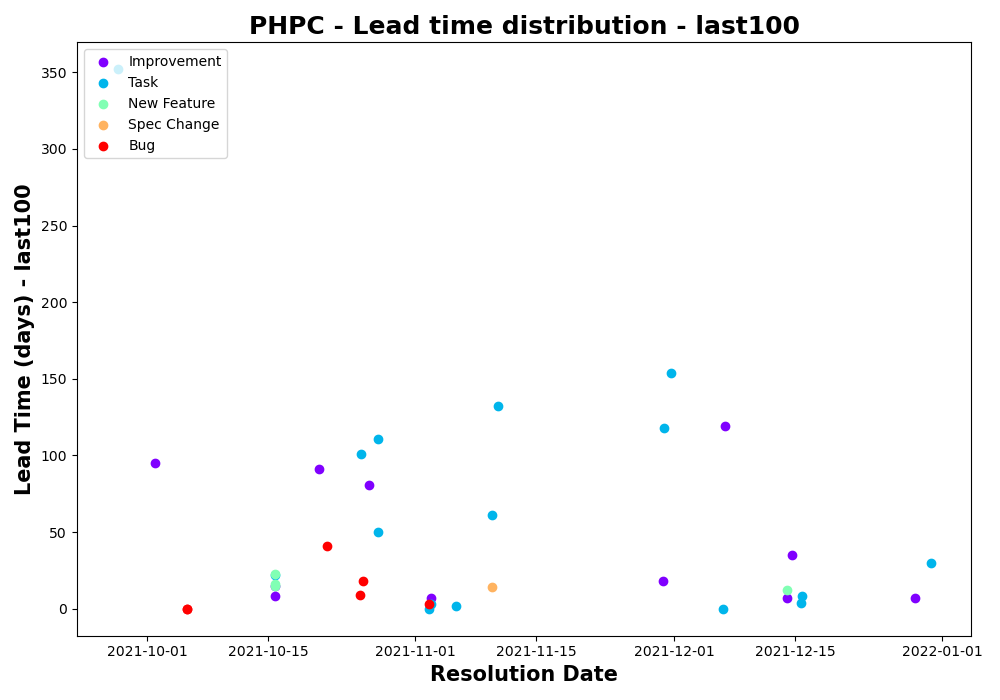 PHPC - Lead time distribution - last100
Improvement
Task
New Feature
Spec Change
Bug
Lead Time (days) - last100
350
300
250
200
150
100
50
0
2021-10-01
2021-10-15
2021-11-01
2021-11-15
2021-12-01
2021-12-15
2022-01-01
Resolution Date